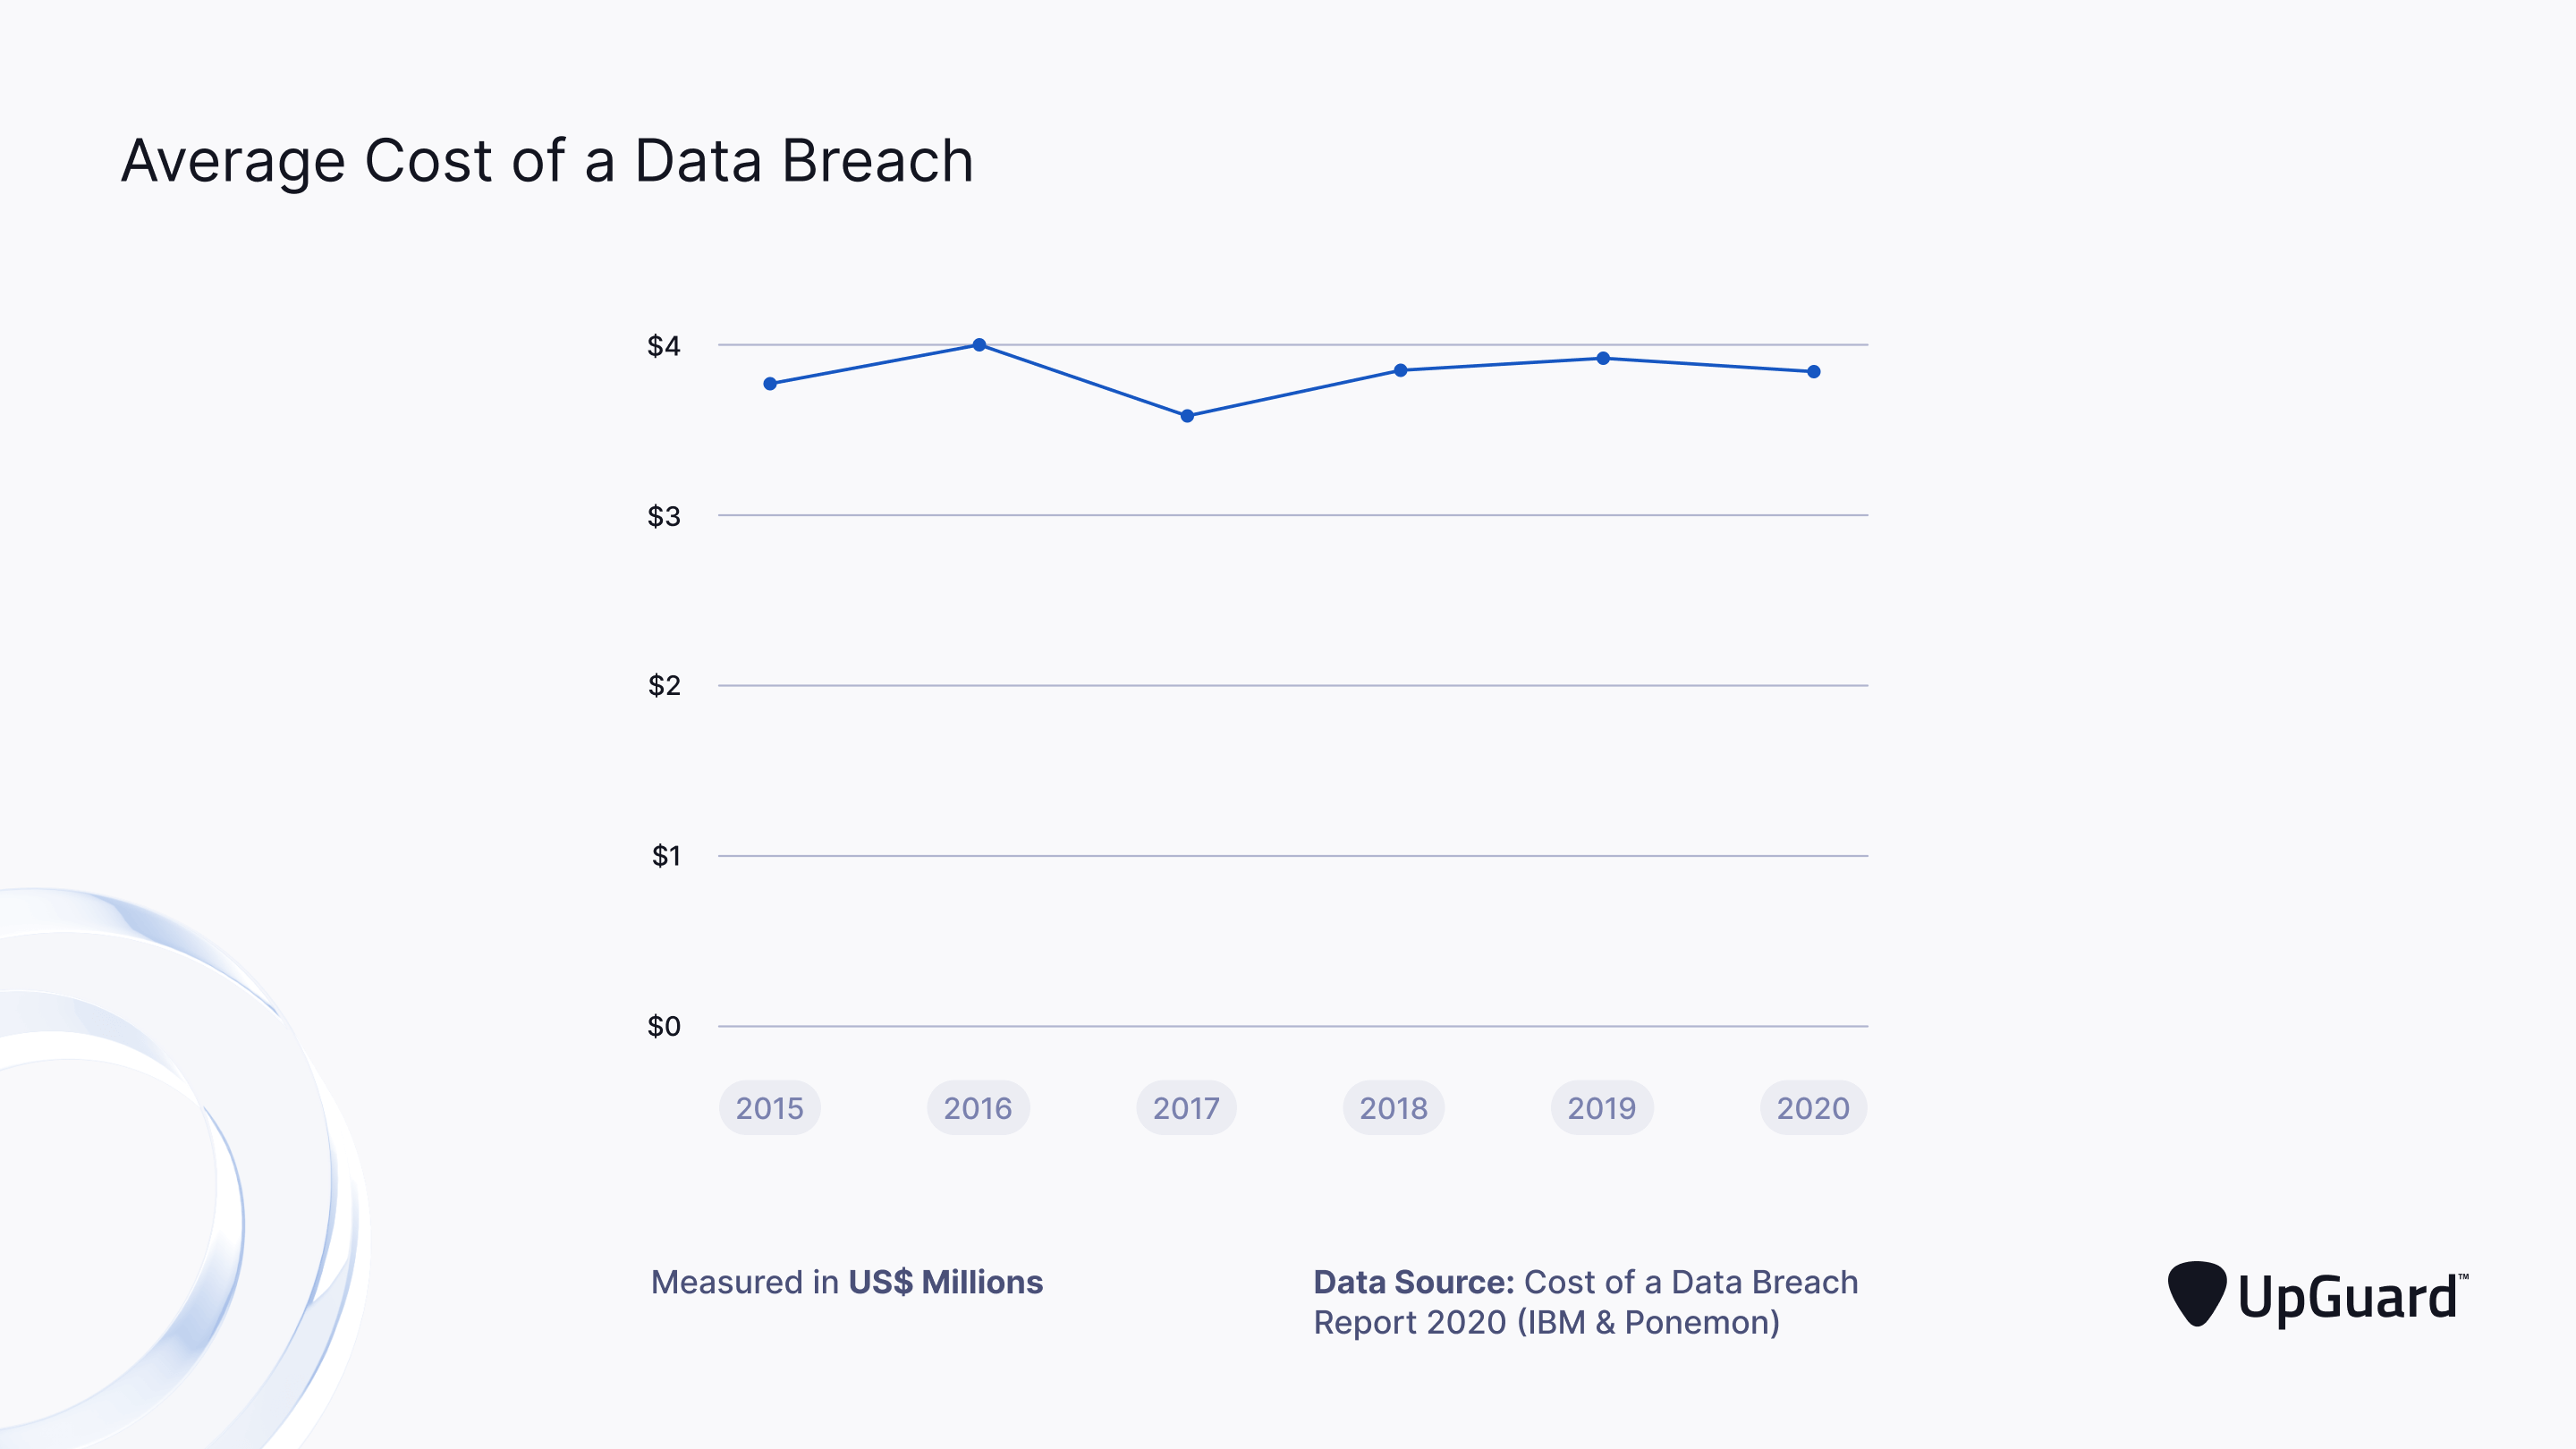 Average Cost of a Data Breach
$4
$3
$2
$1
$0
2015 2016 2017 2018 2019 2020
Measured in US$ Millions
Data Source: Cost of a Data Breach
Report 2020 (IBM & Ponemon)
UpGuard™